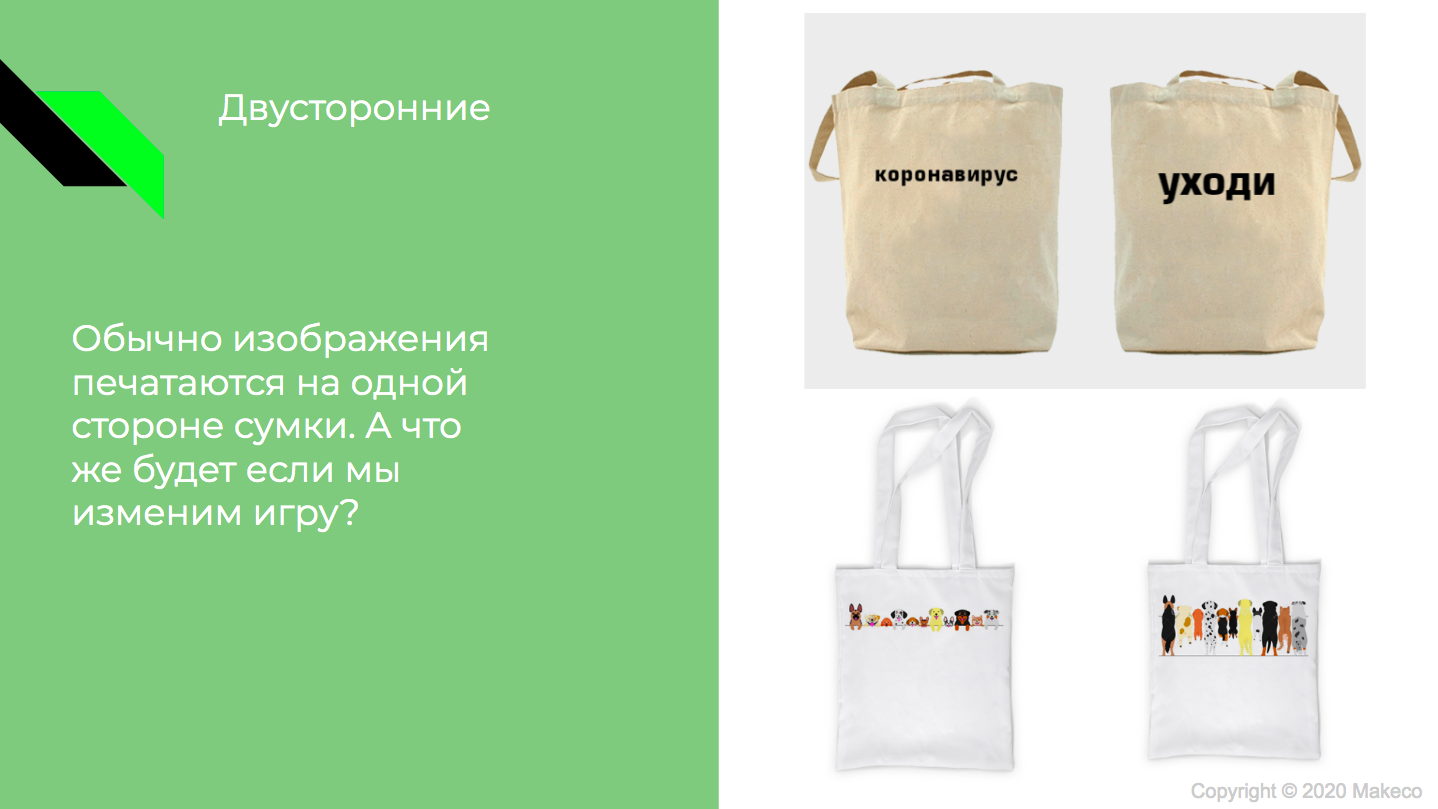 Двусторонние
Обычно изображения
печатаются на одной
стороне сумки. А что
же будет если мы
изменим игру?
коронавирус
уходи
Copyright © 2020 Makeco